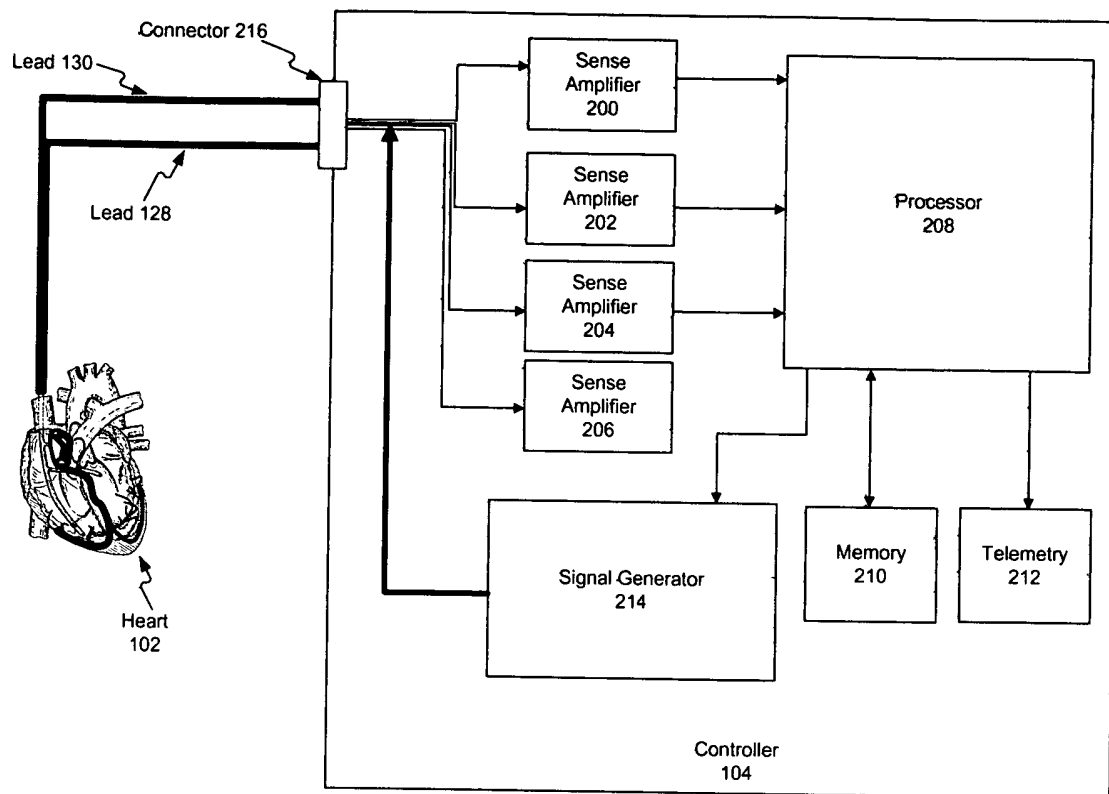 Connector 216
Lead 130
Lead 128
Sense
Amplifier
200
Sense
Amplifier
202
Sense
Amplifier
204
Sense
Amplifier
206
Processor
208
Signal Generator
214
Memory
210
Telemetry
212
Heart
102
Controller
104